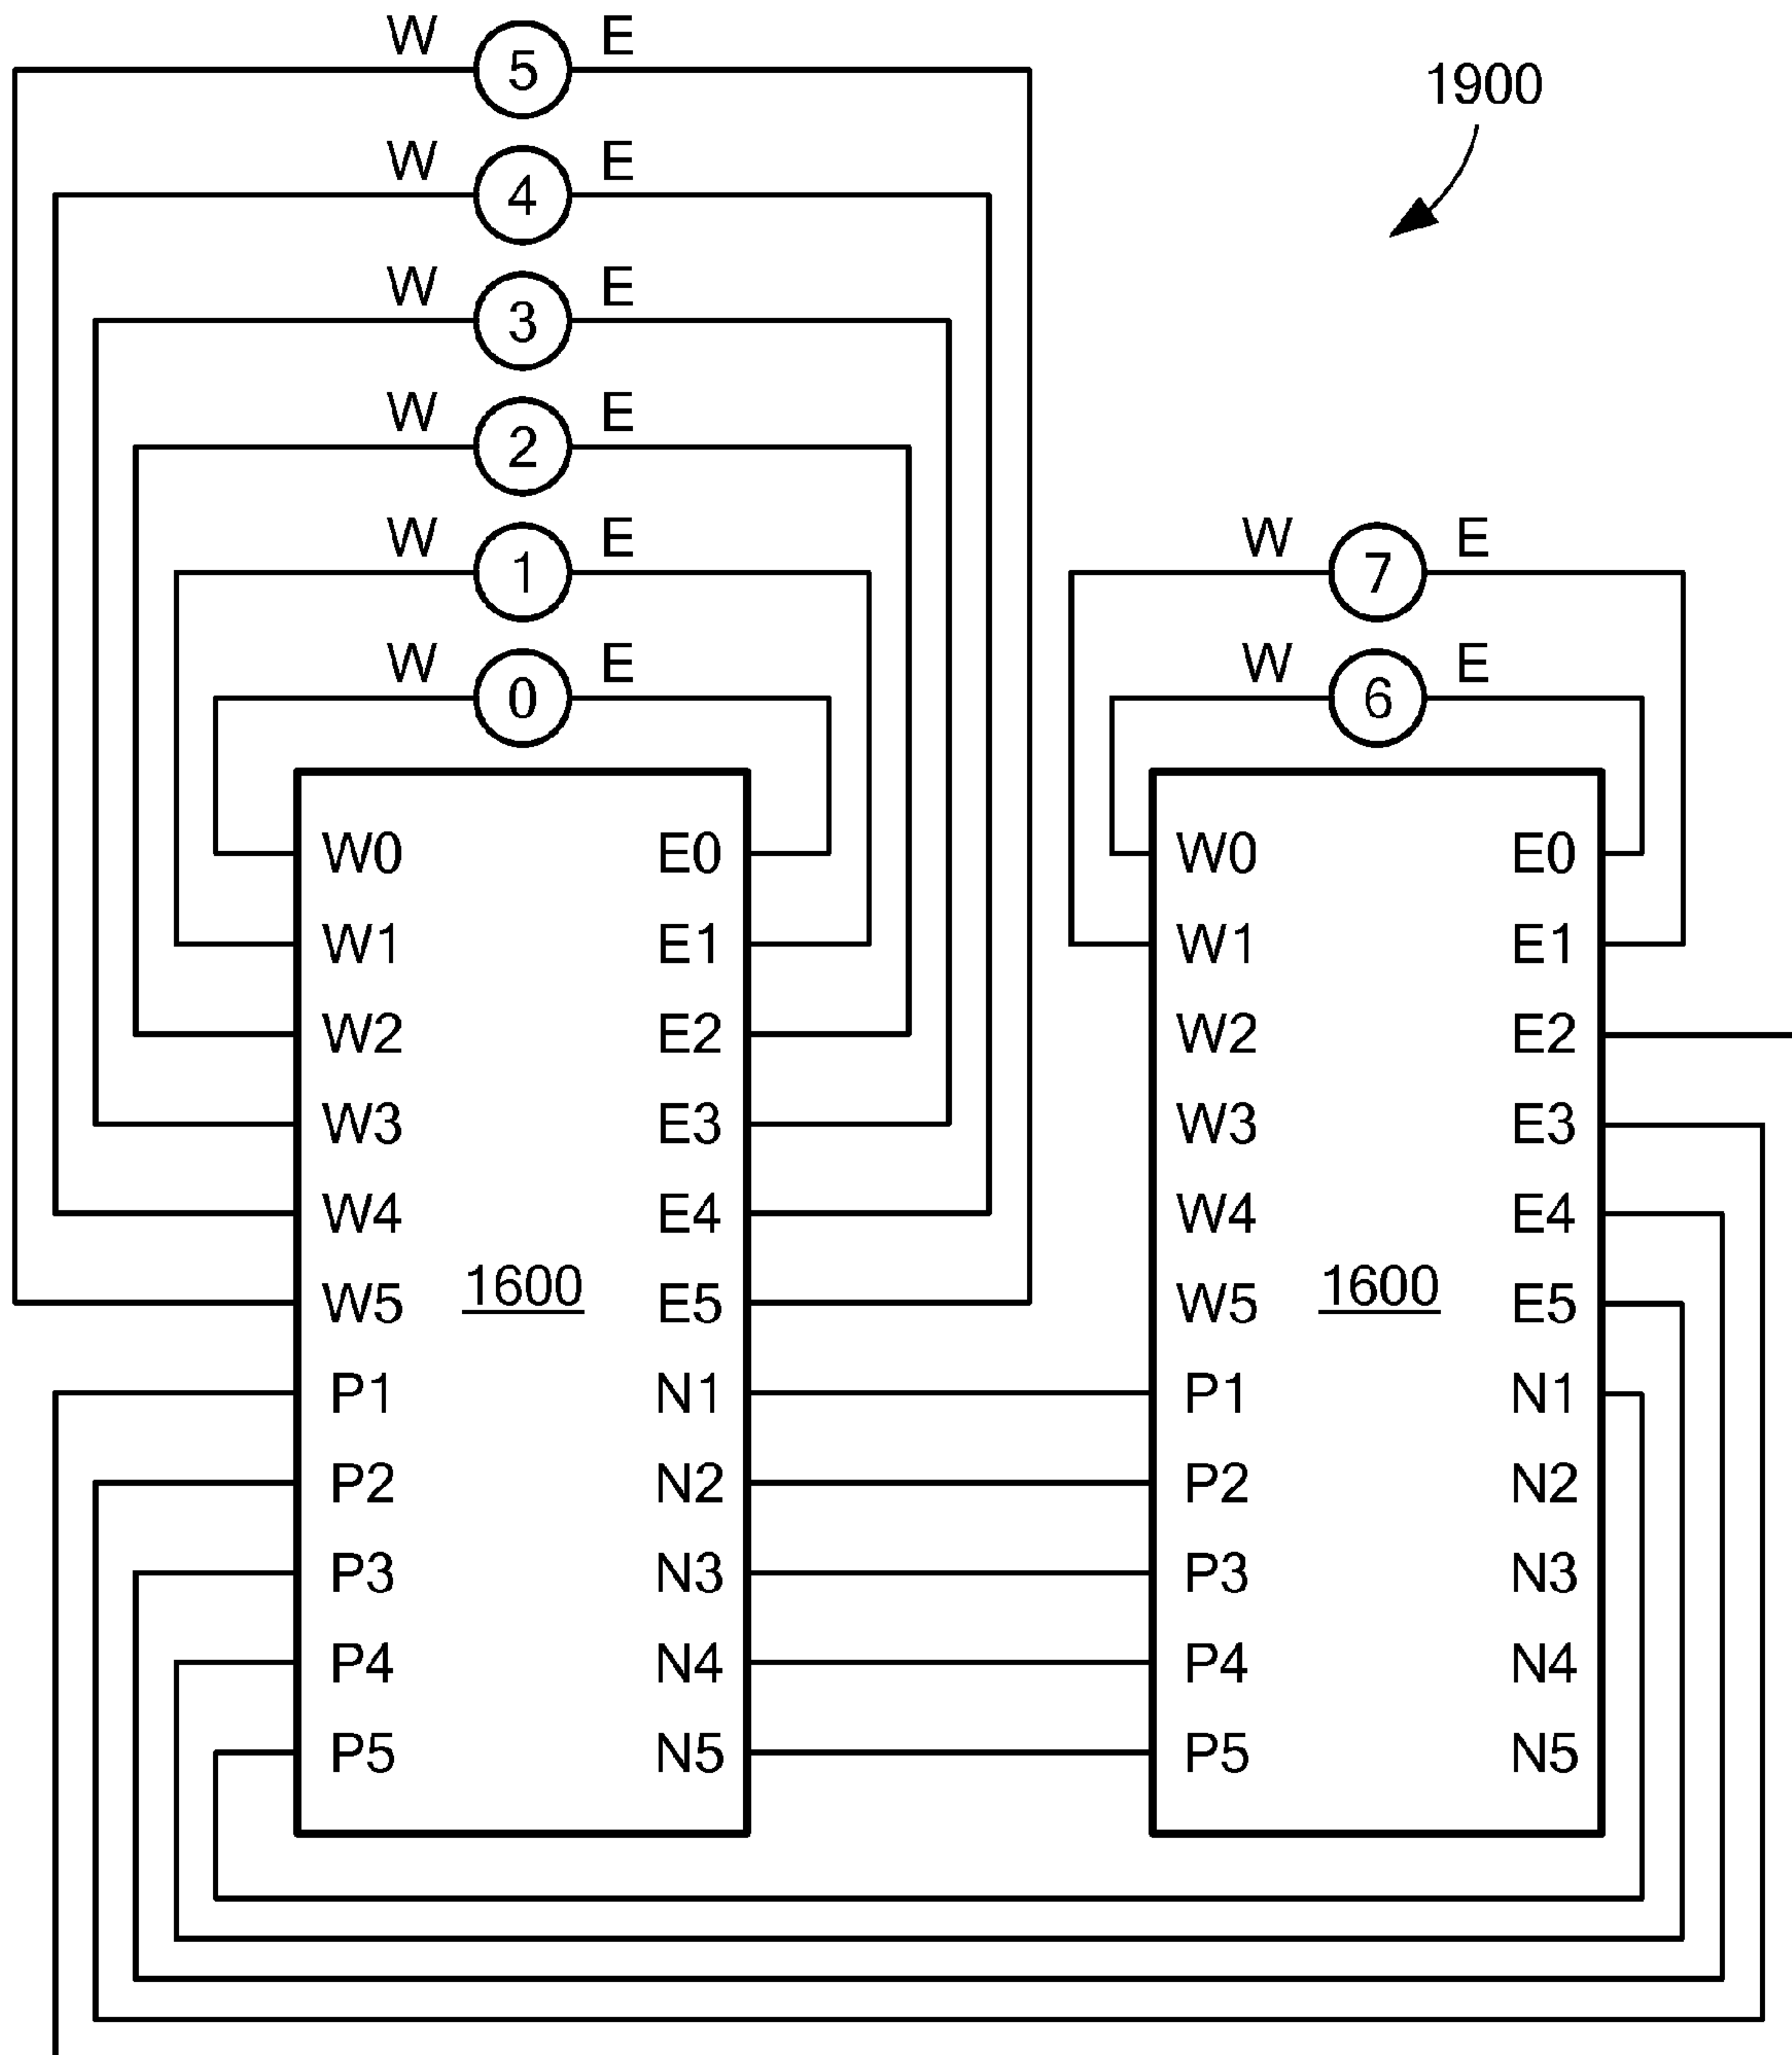 W 5 E
1900
W 4 E
W 3 E
W 2 E
W 1 E
W 7 E
W 0 E
W 6 E
W0 E0 W0 E0
W1 E1 W1 E1
W2 E2 W2 E2
W3 E3 W3 E3
W4 E4 W4 E4
W5 1600 E5 W5 1600 E5
P1 N1 P1 N1
P2 N2 P2 N2
P3 N3 P3 N3
P4 N4 P4 N4
P5 N5 P5 N5